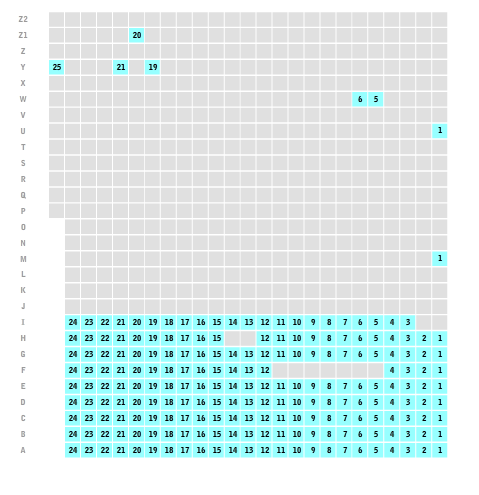 Z2
Z1 20
Z
Y 25 21 19
X
W 6 5
V
U 1
T
S
R
Q
P
O
N
M 1
L
K
J
I 24 23 22 21 20 19 18 17 16 15 14 13 12 11 10 9 8 7 6 5 4 3
H 24 23 22 21 20 19 18 17 16 15 12 11 10 9 8 7 6 5 4 3 2 1
G 24 23 22 21 20 19 18 17 16 15 14 13 12 11 10 9 8 7 6 5 4 3 2 1
F 24 23 22 21 20 19 18 17 16 15 14 13 12 4 3 2 1
E 24 23 22 21 20 19 18 17 16 15 14 13 12 11 10 9 8 7 6 5 4 3 2 1
D 24 23 22 21 20 19 18 17 16 15 14 13 12 11 10 9 8 7 6 5 4 3 2 1
C 24 23 22 21 20 19 18 17 16 15 14 13 12 11 10 9 8 7 6 5 4 3 2 1
B 24 23 22 21 20 19 18 17 16 15 14 13 12 11 10 9 8 7 6 5 4 3 2 1
A 24 23 22 21 20 19 18 17 16 15 14 13 12 11 10 9 8 7 6 5 4 3 2 1